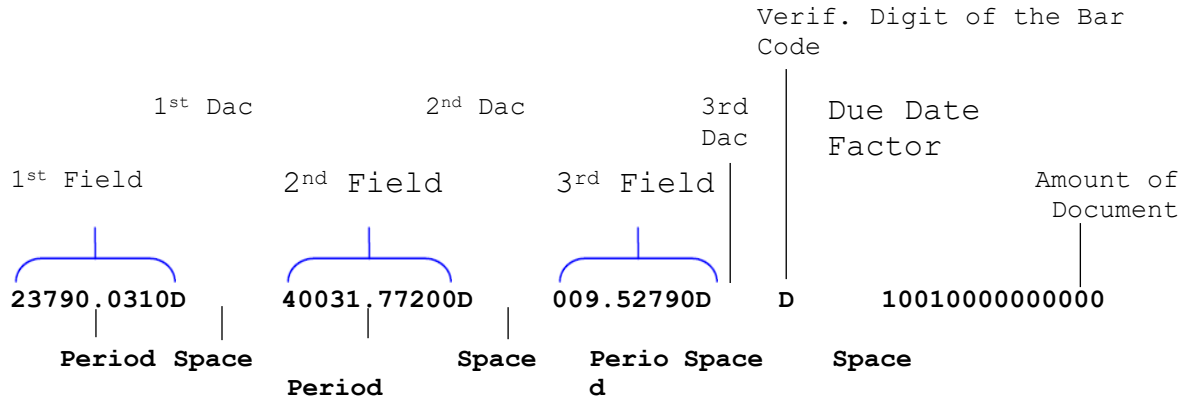 Verif. Digit of the Bar
Code
1st Dac 2nd Dac 3rd Due Date
Dac Factor
1st Field 2nd Field 3rd Field Amount of
Document
23790.0310D 40031.77200D 009.52790D D 10010000000000
Period Space Space Perio Space Space
Period d